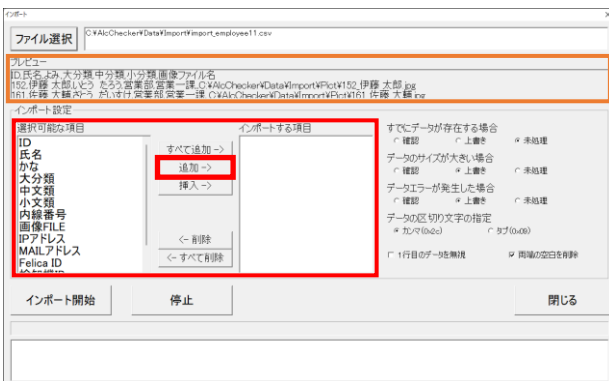 インポート
ファイル選択
C:¥AlcChecker¥Data¥Import¥import_employee11.csv
プレビュー
ID,氏名,よみ,大分類,中分類,小分類,画像ファイル名
152,伊藤 太郎,いとう たろう,営業部,営業一課,,C:¥AlcChecker¥Data¥Import¥Pict¥152_伊藤 太郎.jpg
161,佐藤 大輔,さとう だいすけ,営業部,営業一課,,C:¥AlcChecker¥Data¥Import¥Pict¥161_佐藤 大輔.jpg
インポート設定
選択可能な項目
ID
氏名
かな
大分類
中文類
小文類
内線番号
画像FILE
IPアドレス
MAILアドレス
Felica ID
すべて追加 ->
追加 ->
挿入 ->
<- 削除
<- すべて削除
インポートする項目
すでにデータが存在する場合
確認 上書き 未処理
データのサイズが大きい場合
確認 上書き 未処理
データエラーが発生した場合
確認 上書き 未処理
データの区切り文字の指定
カンマ(0x2c) タブ(0x09)
1行目のデータを無視 両端の空白を削除
インポート開始
停止
閉じる